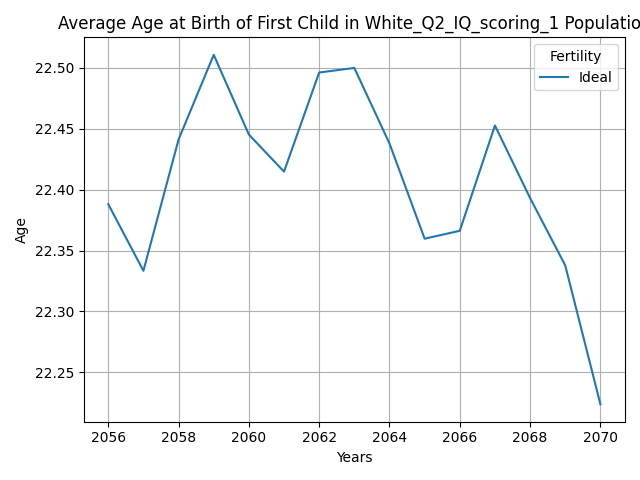 Average Age at Birth of First Child in White_Q2_IQ_scoring_1 Populatio
Fertility
Ideal
22.50
22.45
22.40
22.35
22.30
22.25
Age
2056 2058 2060 2062 2064 2066 2068 2070
Years